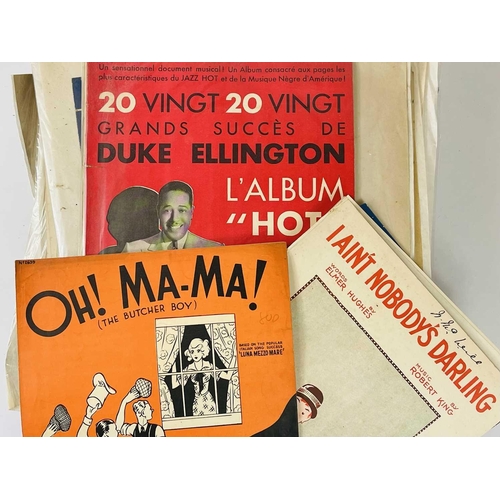 Un sensationnel document musical! Un Album consacré aux pages les
plus caractéristiques du JAZZ HOT et de la Musique Nègre d'Amérique!
20 VINGT 20 VINGT
GRANDS SUCCÈS DE
DUKE ELLINGTON
L'ALBUM
"HOT"
OH! MA-MA!
(THE BUTCHER BOY)
BASED ON THE POPULAR
ITALIAN SONG SUCCESS
"LUNA MEZZO MARE"
I AIN'T NOBODY'S DARLING
WORDS BY
ELMER HUGHES
MUSIC BY
ROBERT KING